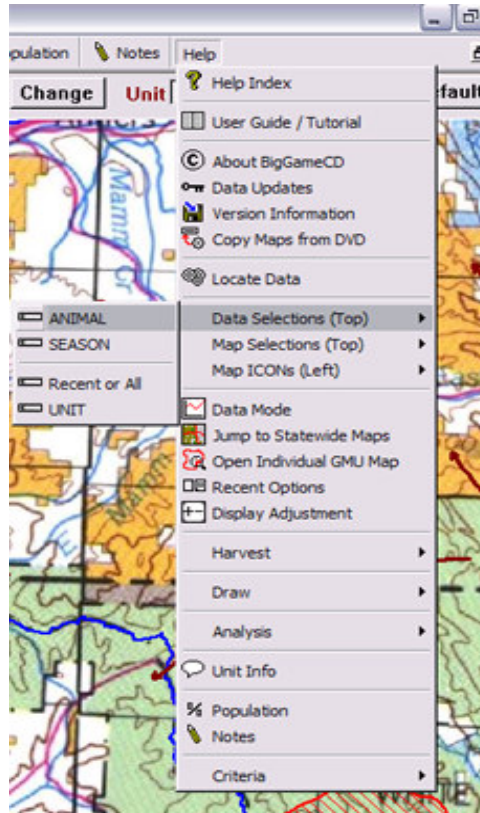 Notes
Help
Change
Unit
Help Index
User Guide / Tutorial
About BigGameCD
Data Updates
Version Information
Copy Maps from DVD
Locate Data
Data Selections (Top)
ANIMAL
SEASON
Recent or All
UNIT
Map Selections (Top)
Map ICONs (Left)
Data Mode
Jump to Statewide Maps
Open Individual GMU Map
Recent Options
Display Adjustment
Harvest
Draw
Analysis
Unit Info
Population
Notes
Criteria
Mamm Cr